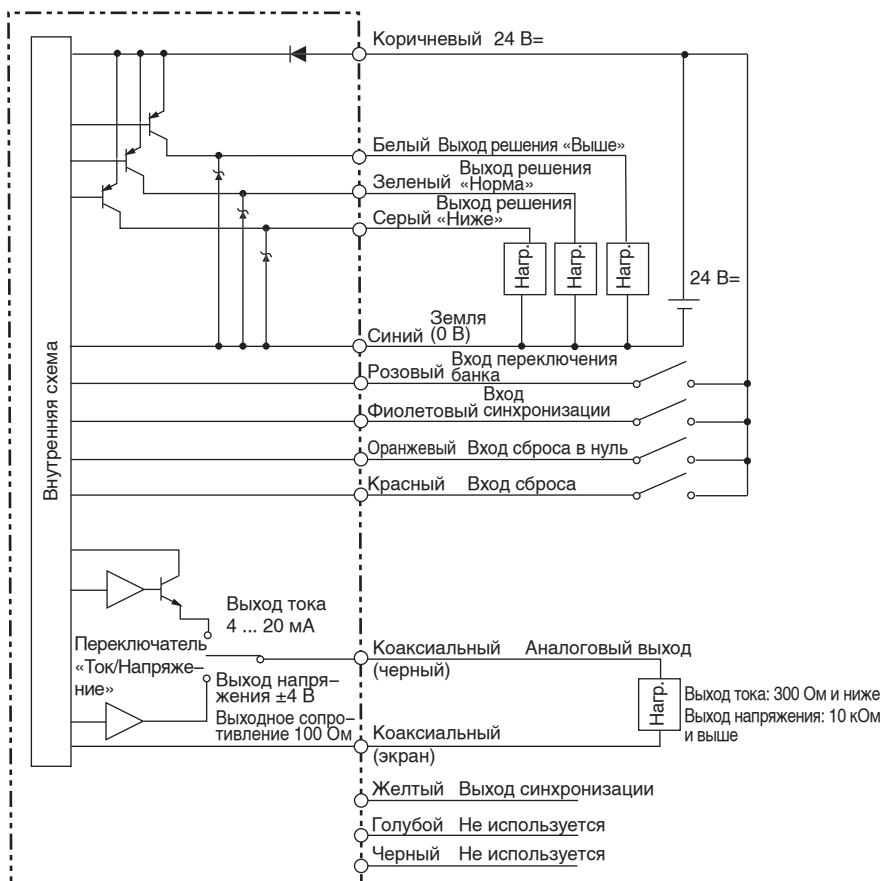 Коричневый 24 В=
Белый Выход решения «Выше»
Выход решения
Зеленый «Норма»
Выход решения
Серый «Ниже»
Нагр.
Нагр.
Нагр.
24 В=
Земля
Синий (0 В)
Вход переключения
Розовый банка
Вход
Фиолетовый синхронизации
Оранжевый Вход сброса в нуль
Красный Вход сброса
Внутренняя схема
Выход тока
4 ... 20 мА
Переключатель
«Ток/Напряже–
ние»
Выход напря–
жения ±4 В
Выходное сопро–
тивление 100 Ом
Коаксиальный Аналоговый выход
(черный)
Нагр.
Выход тока: 300 Ом и ниже
Выход напряжения: 10 кОм
и выше
Коаксиальный
(экран)
Желтый Выход синхронизации
Голубой Не используется
Черный Не используется